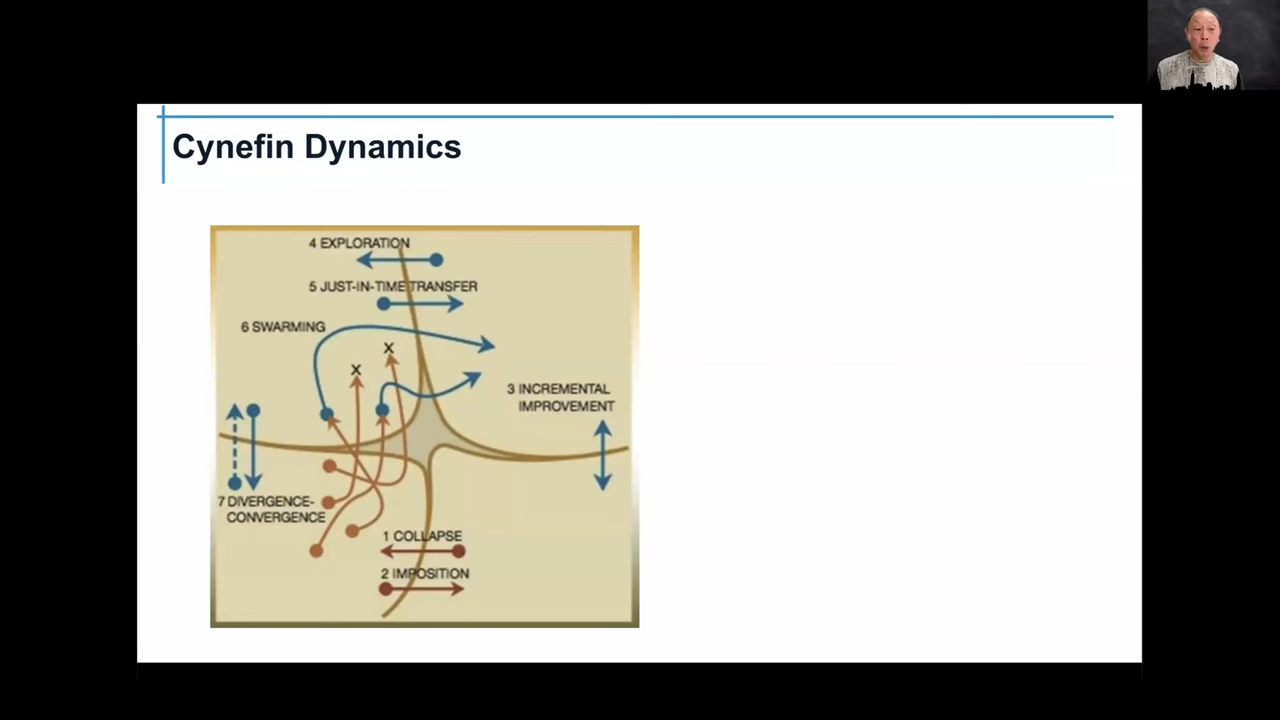 Cynefin Dynamics
4 EXPLORATION
5 JUST-IN-TIME TRANSFER
6 SWARMING
X
X
3 INCREMENTAL
IMPROVEMENT
7 DIVERGENCE-
CONVERGENCE
1 COLLAPSE
2 IMPOSITION